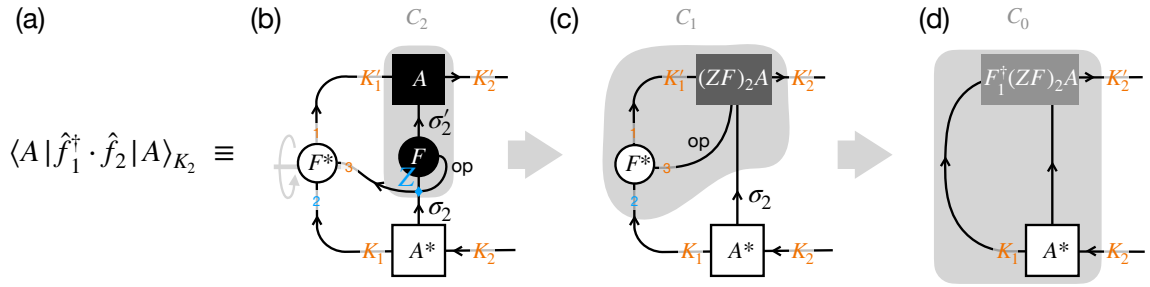 (a)
⟨A|f̂₁† · f̂₂|A⟩_K₂ ≡
(b)
C₂
K₁′ A K₂′
σ₂′
1
F* 3 F op
Z
2
σ₂
K₁ A* K₂
(c)
C₁
K₁′ (ZF)₂A K₂′
1
op
F* 3
2
σ₂
K₁ A* K₂
(d)
C₀
F₁†(ZF)₂A K₂′
K₁ A* K₂